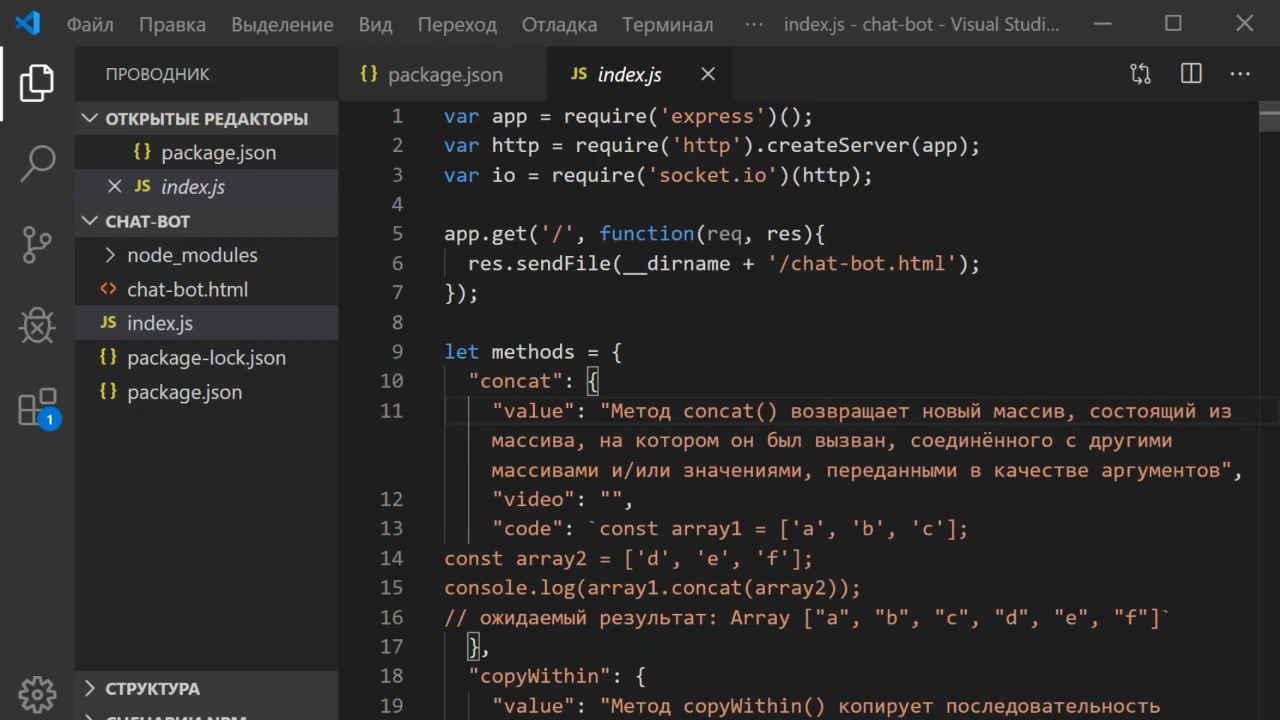 Файл Правка Выделение Вид Переход Отладка Терминал ··· index.js - chat-bot - Visual Studi...
ПРОВОДНИК
{} package.json
JS index.js
ОТКРЫТЫЕ РЕДАКТОРЫ
{} package.json
JS index.js
CHAT-BOT
node_modules
<> chat-bot.html
JS index.js
{} package-lock.json
{} package.json
1
СТРУКТУРА
1 var app = require('express')();
2 var http = require('http').createServer(app);
3 var io = require('socket.io')(http);
4
5 app.get('/', function(req, res){
6 res.sendFile(__dirname + '/chat-bot.html');
7 });
8
9 let methods = {
10 "concat": {
11 "value": "Метод concat() возвращает новый массив, состоящий из
массива, на котором он был вызван, соединённого с другими
массивами и/или значениями, переданными в качестве аргументов",
12 "video": "",
13 "code": `const array1 = ['a', 'b', 'c'];
14 const array2 = ['d', 'e', 'f'];
15 console.log(array1.concat(array2));
16 // ожидаемый результат: Array ["a", "b", "c", "d", "e", "f"]`
17 },
18 "copyWithin": {
19 "value": "Метод copyWithin() копирует последовательность